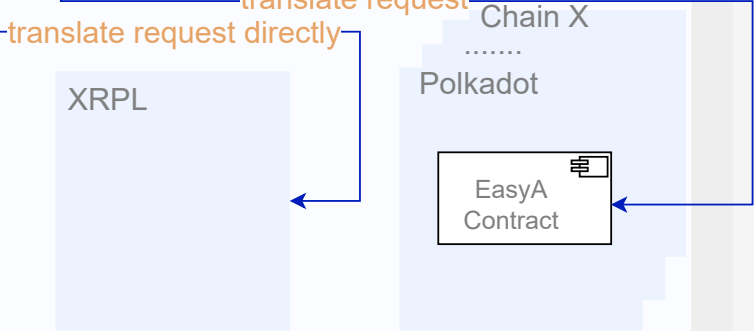 translate request
Chain X
translate request directly
.......
Polkadot
XRPL
EasyA
Contract